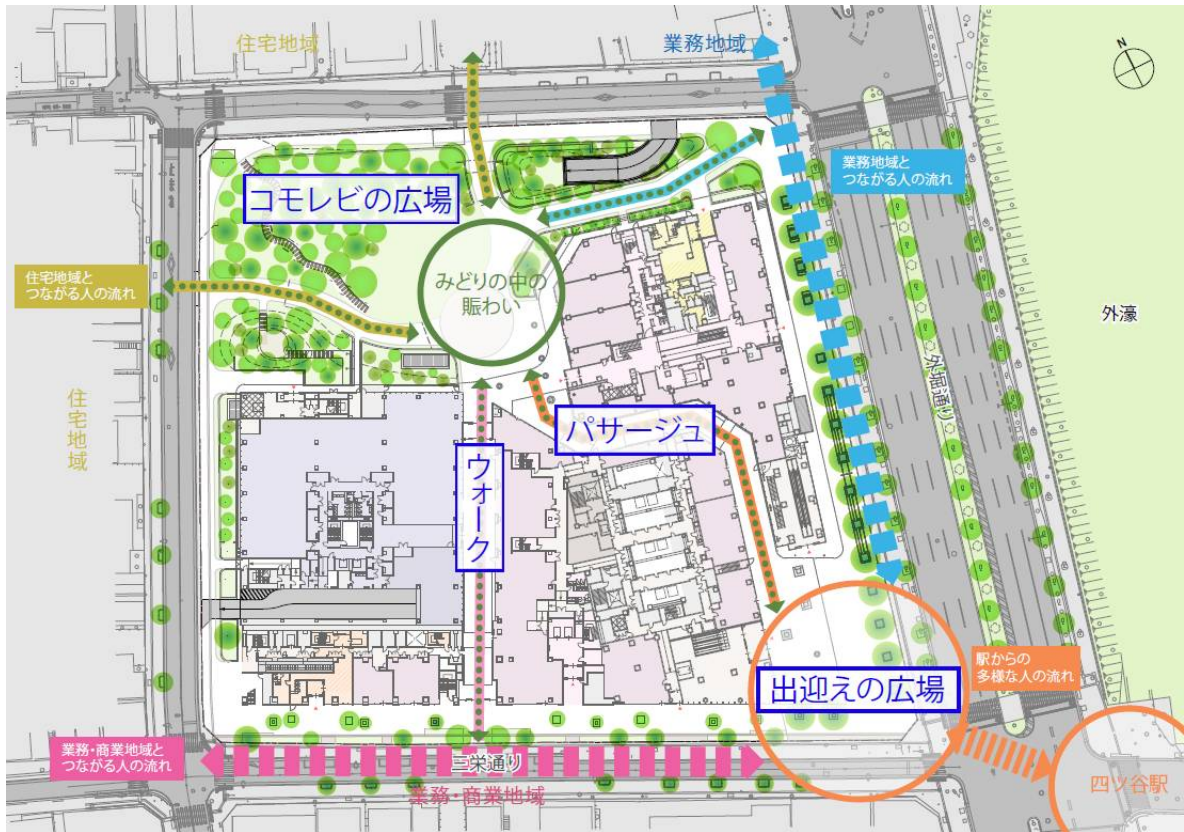 住宅地域
業務地域
N
コモレビの広場
業務地域と
つながる人の流れ
住宅地域と
つながる人の流れ
みどりの中の
賑わい
外濠
外堀通り
住宅地域
パサージュ
ウォーク
出迎えの広場
駅からの
多様な人の流れ
業務・商業地域と
つながる人の流れ
三栄通り
業務・商業地域
四ツ谷駅